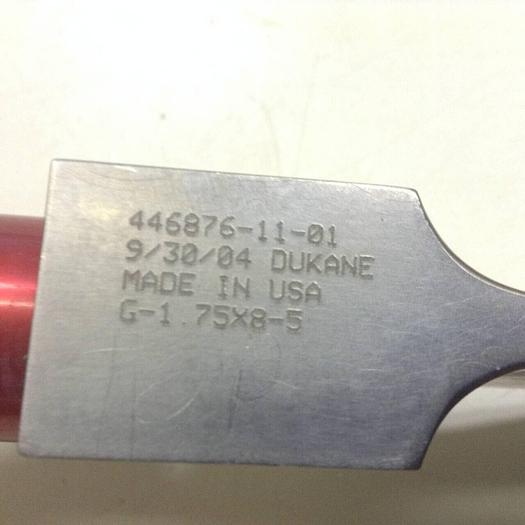 446876-11-01
9/30/04 DUKANE
MADE IN USA
G-1.75X8-5